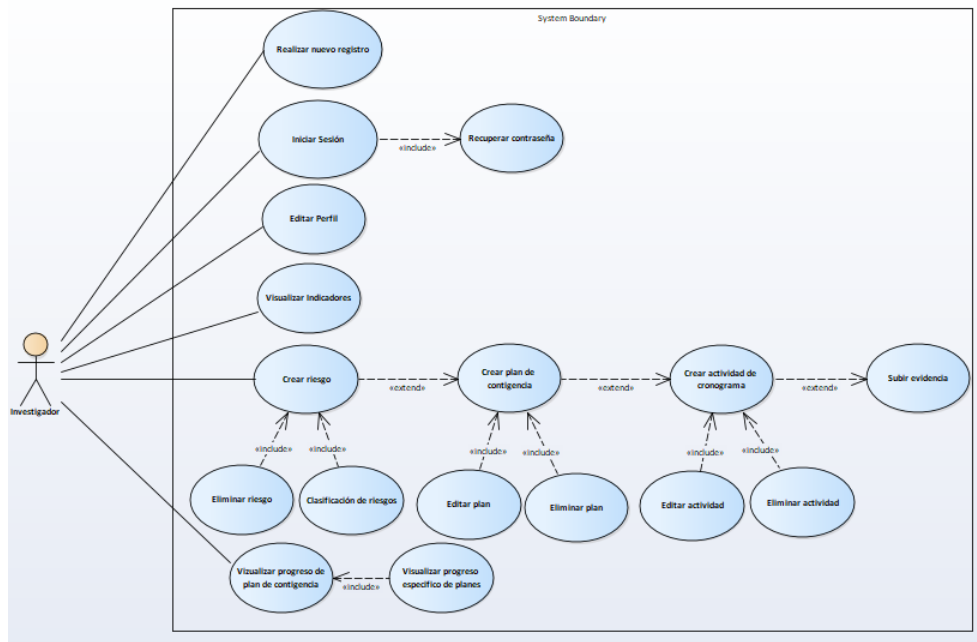 System Boundary
Realizar nuevo registro
Iniciar Sesión
«include»
Recuperar contraseña
Editar Perfil
Visualizar Indicadores
Investigador
Crear riesgo
«extend»
Crear plan de
contigencia
«extend»
Crear actividad de
cronograma
«extend»
Subir evidencia
«include»
«include»
«include»
«include»
«include»
«include»
Eliminar riesgo
Clasificación de riesgos
Editar plan
Eliminar plan
Editar actividad
Eliminar actividad
Vizualizar progreso de
plan de contigencia
«include»
Visualizar progreso
especifico de planes